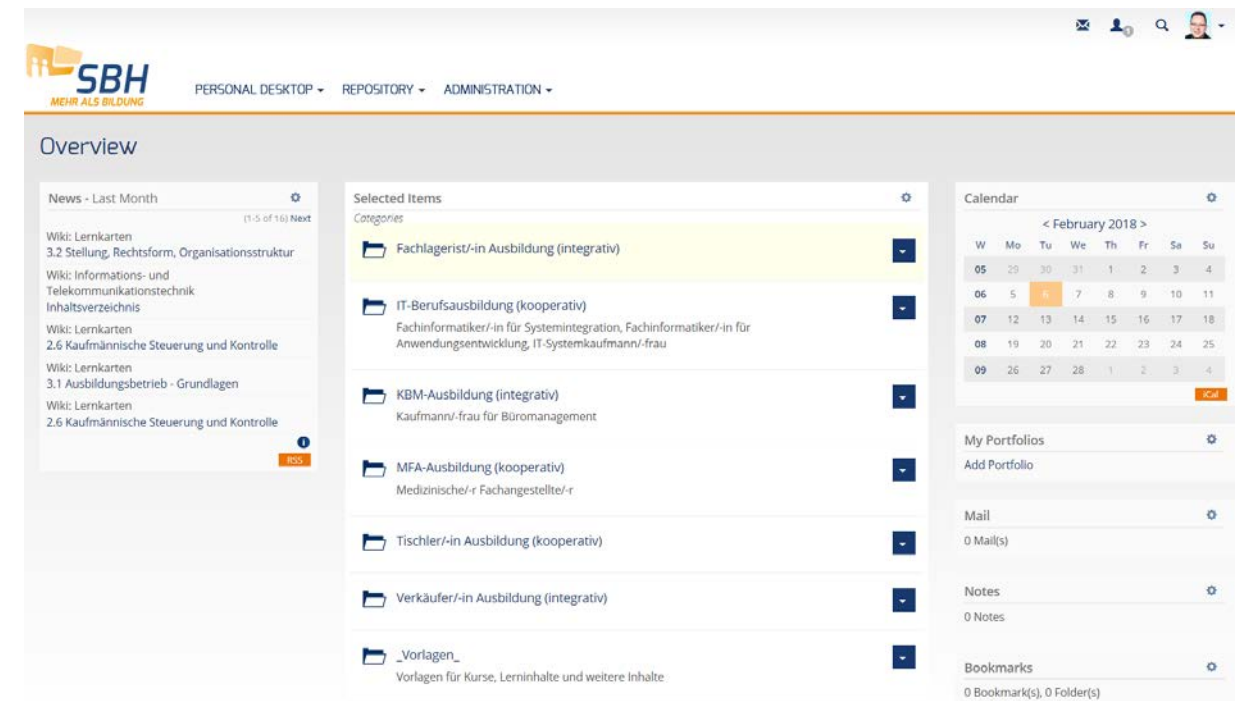 0
SBH
MEHR ALS BILDUNG
PERSONAL DESKTOP
REPOSITORY
ADMINISTRATION
Overview
News - Last Month
(1-5 of 16) Next
Wiki: Lernkarten
3.2 Stellung, Rechtsform, Organisationsstruktur
Wiki: Informations- und
Telekommunikationstechnik
Inhaltsverzeichnis
Wiki: Lernkarten
2.6 Kaufmännische Steuerung und Kontrolle
Wiki: Lernkarten
3.1 Ausbildungsbetrieb - Grundlagen
Wiki: Lernkarten
2.6 Kaufmännische Steuerung und Kontrolle
RSS
Selected Items
Categories
Fachlagerist/-in Ausbildung (integrativ)
IT-Berufsausbildung (kooperativ)
Fachinformatiker/-in für Systemintegration, Fachinformatiker/-in für
Anwendungsentwicklung, IT-Systemkaufmann/-frau
KBM-Ausbildung (integrativ)
Kaufmann/-frau für Büromanagement
MFA-Ausbildung (kooperativ)
Medizinische/-r Fachangestellte/-r
Tischler/-in Ausbildung (kooperativ)
Verkäufer/-in Ausbildung (integrativ)
_Vorlagen_
Vorlagen für Kurse, Lerninhalte und weitere Inhalte
Calendar
< February 2018 >
W Mo Tu We Th Fr Sa Su
05 29 30 31 1 2 3 4
06 5 6 7 8 9 10 11
07 12 13 14 15 16 17 18
08 19 20 21 22 23 24 25
09 26 27 28 1 2 3 4
iCal
My Portfolios
Add Portfolio
Mail
0 Mail(s)
Notes
0 Notes
Bookmarks
0 Bookmark(s), 0 Folder(s)